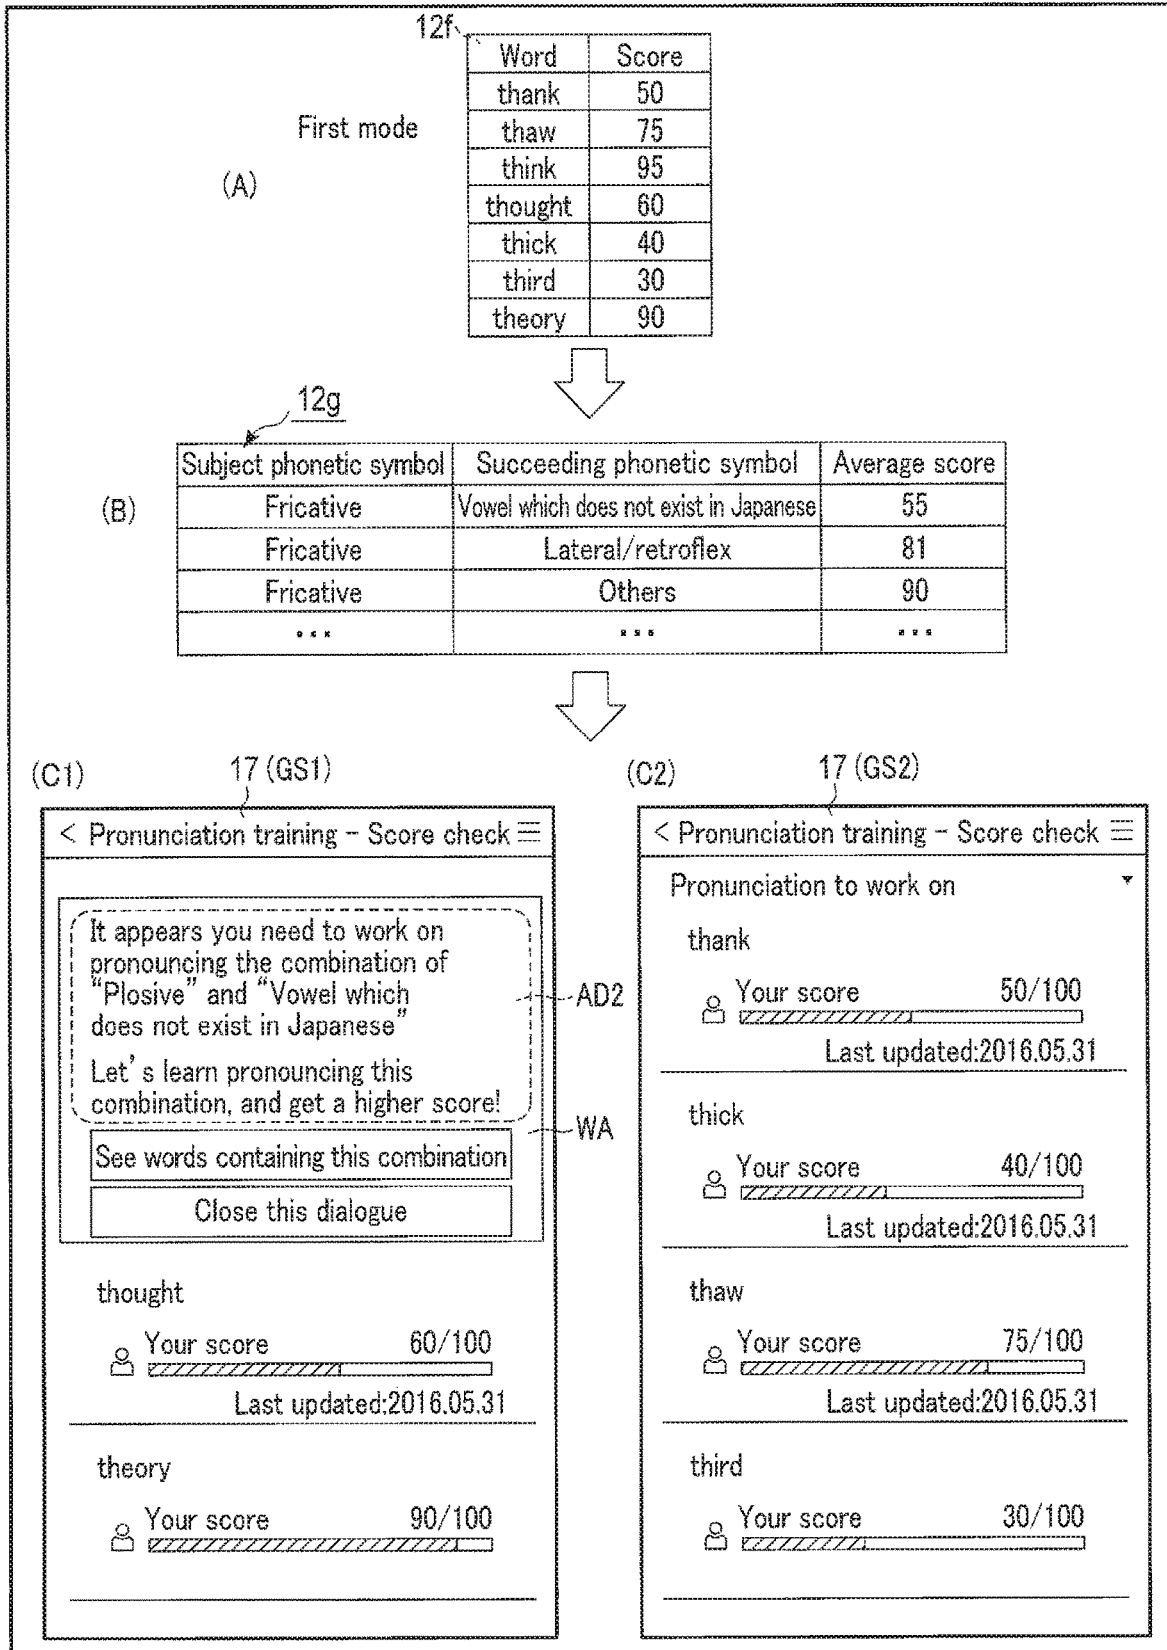 12f
Word Score
thank 50
First mode
thaw 75
think 95
(A)
thought 60
thick 40
third 30
theory 90
12g
Subject phonetic symbol Succeeding phonetic symbol Average score
(B)
Fricative Vowel which does not exist in Japanese 55
Fricative Lateral/retroflex 81
Fricative Others 90
... ... ...
(C1) 17 (GS1)
< Pronunciation training - Score check
It appears you need to work on
pronouncing the combination of
“Plosive” and “Vowel which
does not exist in Japanese”
AD2
Let's learn pronouncing this
combination, and get a higher score!
WA
See words containing this combination
Close this dialogue
thought
Your score 60/100
Last updated:2016.05.31
theory
Your score 90/100
(C2) 17 (GS2)
< Pronunciation training - Score check
Pronunciation to work on
thank
Your score 50/100
Last updated:2016.05.31
thick
Your score 40/100
Last updated:2016.05.31
thaw
Your score 75/100
Last updated:2016.05.31
third
Your score 30/100